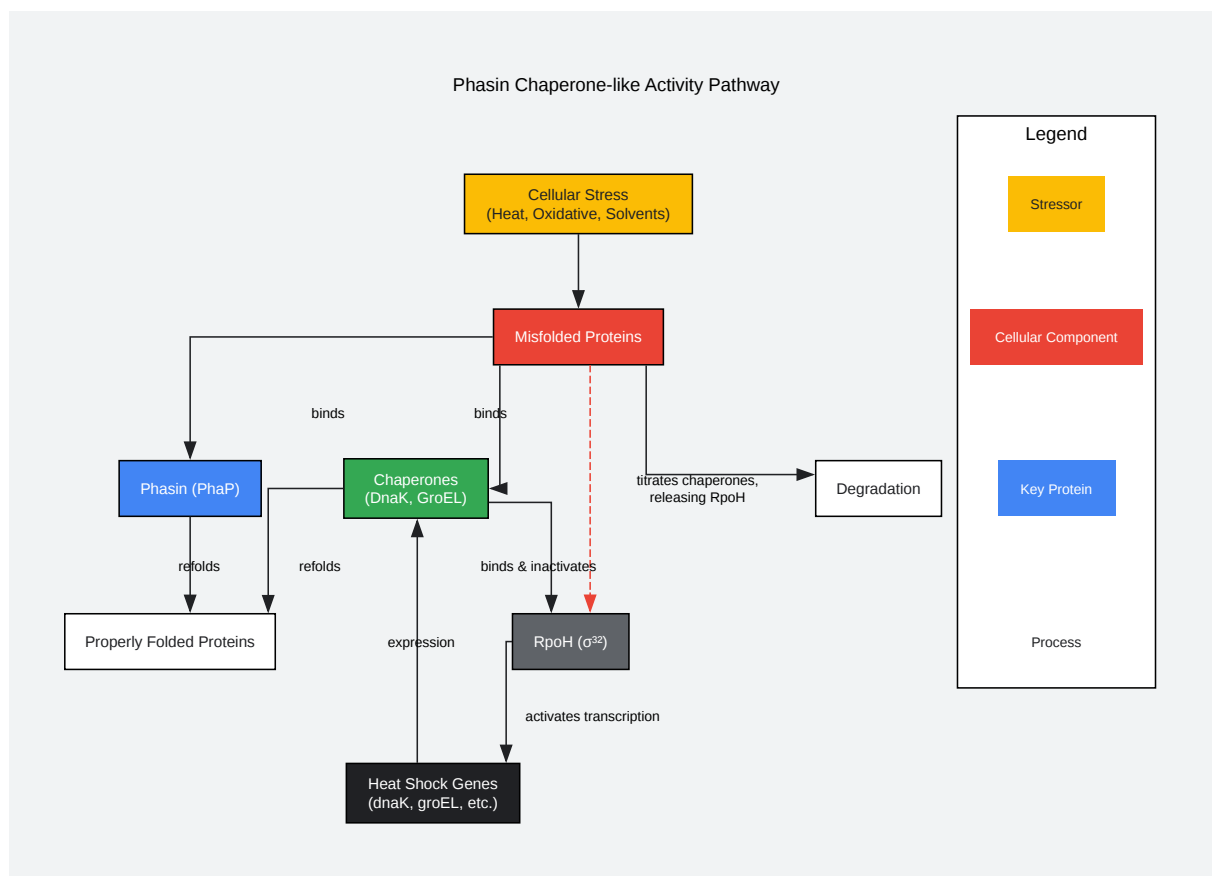 Phasin Chaperone-like Activity Pathway
Legend
Cellular Stress
(Heat, Oxidative, Solvents)
Stressor
Misfolded Proteins
Cellular Component
binds
binds
Phasin (PhaP)
Chaperones
(DnaK, GroEL)
titrates chaperones,
releasing RpoH
Degradation
Key Protein
refolds
refolds
binds & inactivates
Properly Folded Proteins
expression
RpoH (σ³²)
Process
activates transcription
Heat Shock Genes
(dnaK, groEL, etc.)